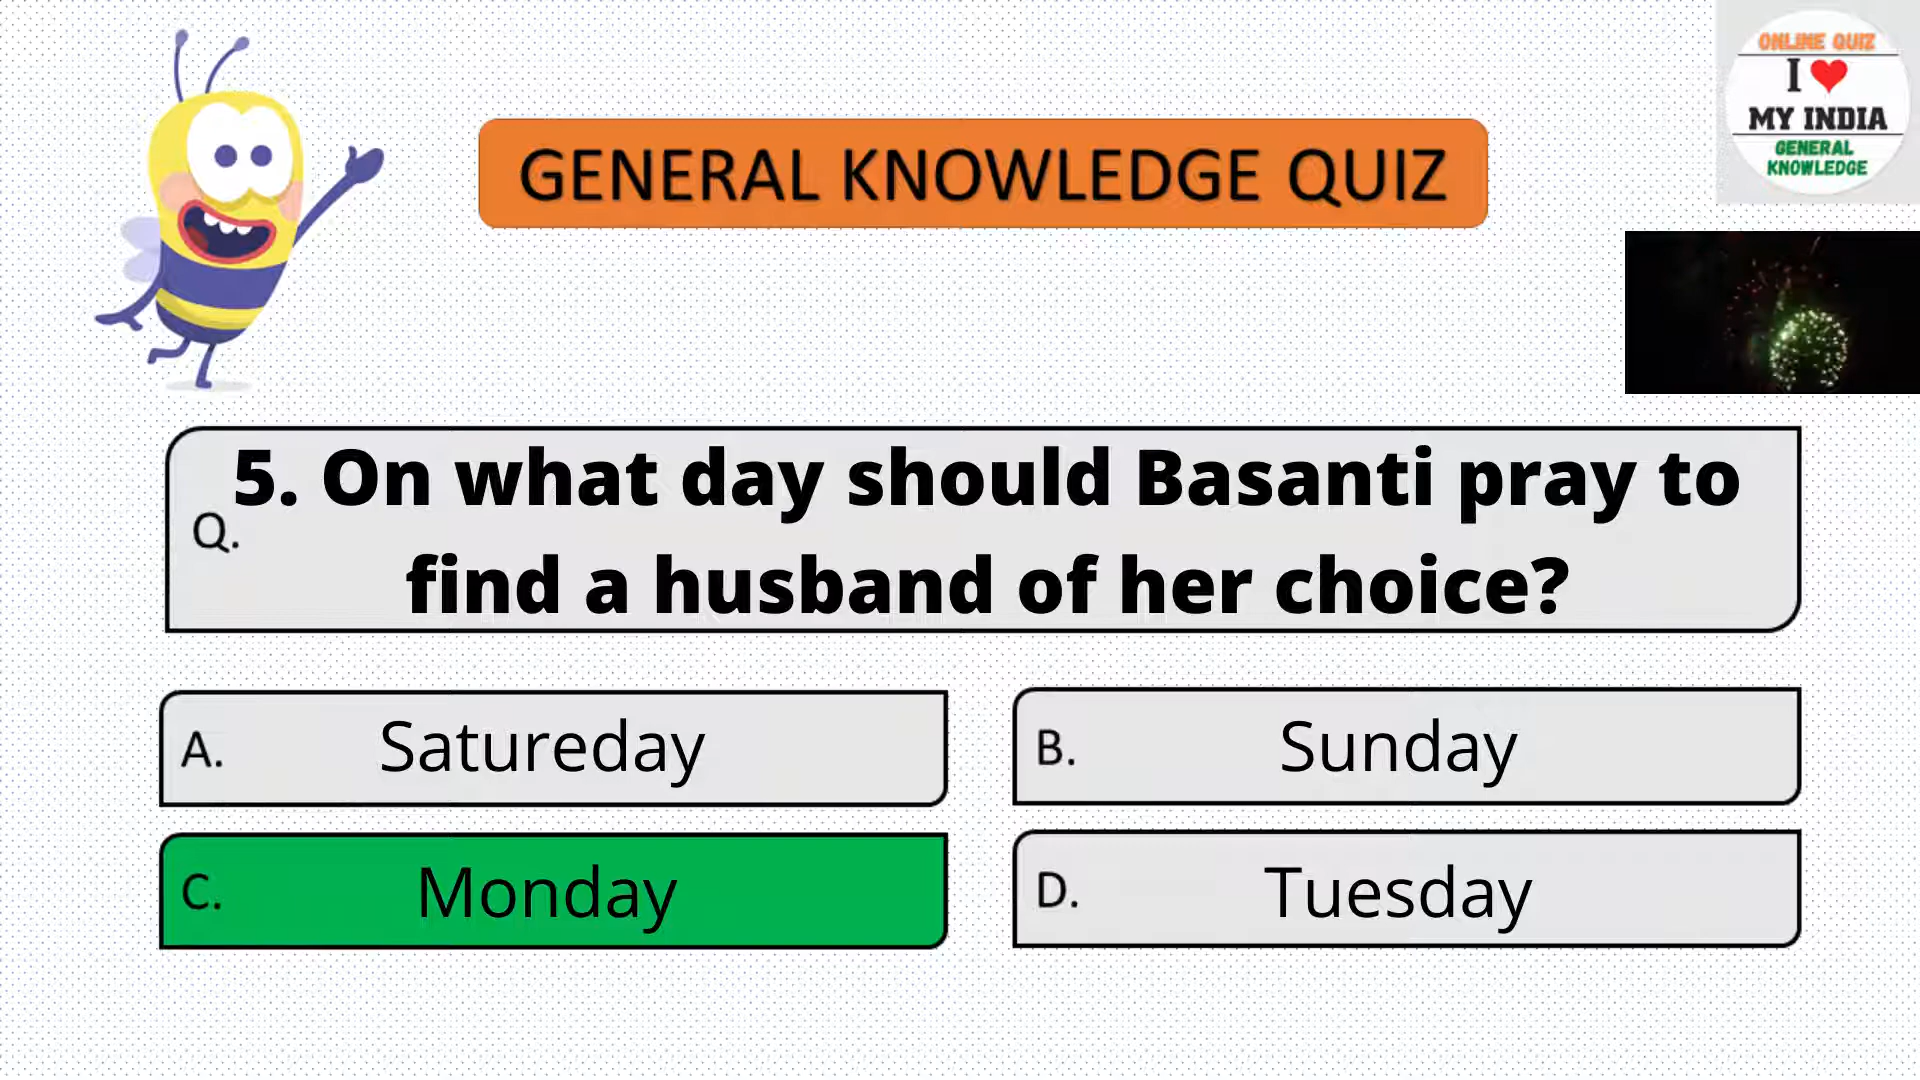 ONLINE QUIZ
I ❤
MY INDIA
GENERAL
KNOWLEDGE
GENERAL KNOWLEDGE QUIZ
Q. 5. On what day should Basanti pray to
find a husband of her choice?
A. Satureday
B. Sunday
C. Monday
D. Tuesday